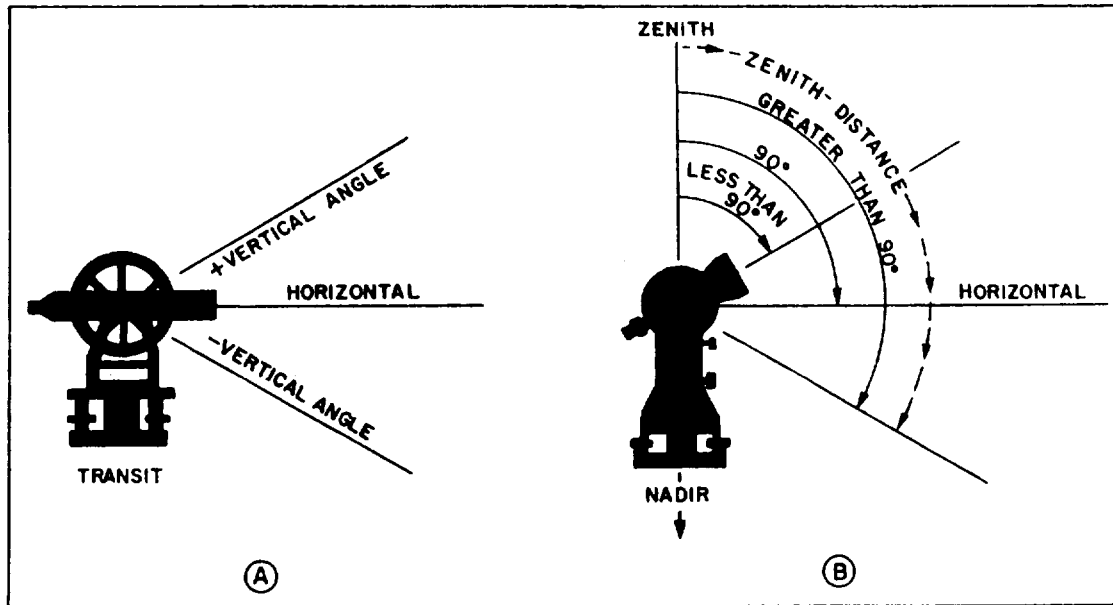 +VERTICAL ANGLE
HORIZONTAL
-VERTICAL ANGLE
TRANSIT
A
ZENITH
ZENITH-DISTANCE
GREATER THAN 90°
90°
LESS THAN
90°
HORIZONTAL
NADIR
B